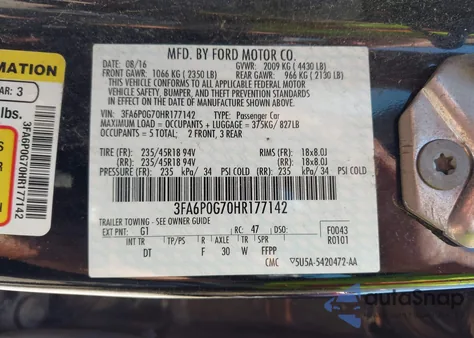 MFD. BY FORD MOTOR CO.
DATE: 08/16 GVWR: 2009 KG ( 4430 LB)
FRONT GAWR: 1066 KG ( 2350 LB) REAR GAWR: 966 KG ( 2130 LB)
THIS VEHICLE CONFORMS TO ALL APPLICABLE FEDERAL MOTOR
VEHICLE SAFETY, BUMPER, AND THEFT PREVENTION STANDARDS
IN EFFECT ON THE DATE OF MANUFACTURE SHOWN ABOVE.
VIN: 3FA6P0G70HR177142 TYPE: Passenger Car
MAXIMUM LOAD = OCCUPANTS + LUGGAGE = 375KG/ 827LB
OCCUPANTS = 5 TOTAL: 2 FRONT, 3 REAR
TIRE (FR): 235/45R18 94V RIMS (FR): 18x8.0J
(RR): 235/45R18 94V (RR): 18x8.0J
PRESSURE (FR): 235 kPa/ 34 PSI COLD (RR): 235 kPa/ 34 PSI COLD
3FA6P0G70HR177142
TRAILER TOWING - SEE OWNER GUIDE
EXT PNT: G1 RC: 47 F0043
R0101
INT TR TP/PS R AXLE TR SPR
DT F 30 W FFPP
CMC 5U5A-5420472-AA
RMATION
AR: 3
lbs.
3FA6P0G70HR177142
autoSnap